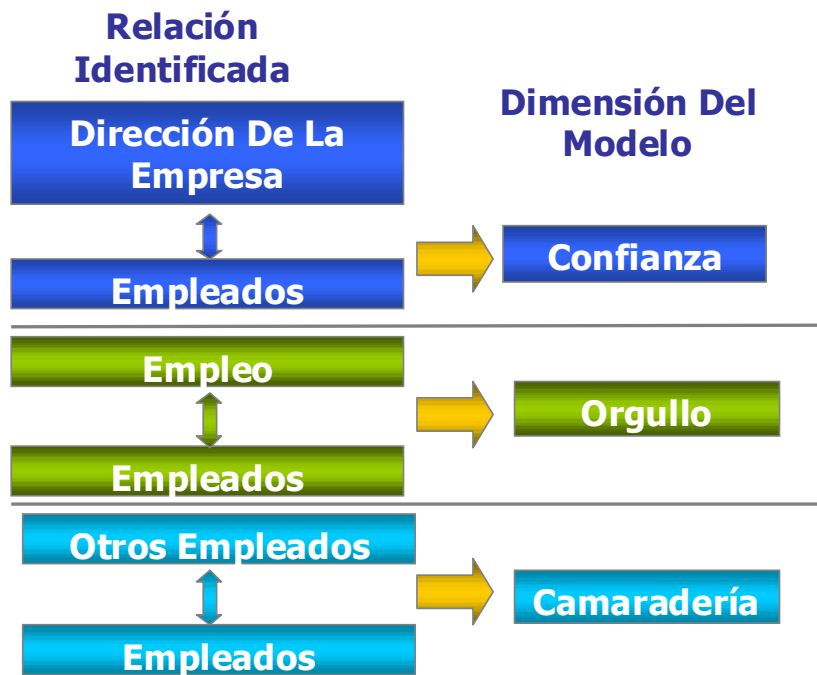 Relación
Identificada
Dimensión Del
Modelo
Dirección De La
Empresa
Empleados
Confianza
Empleo
Empleados
Orgullo
Otros Empleados
Empleados
Camaradería